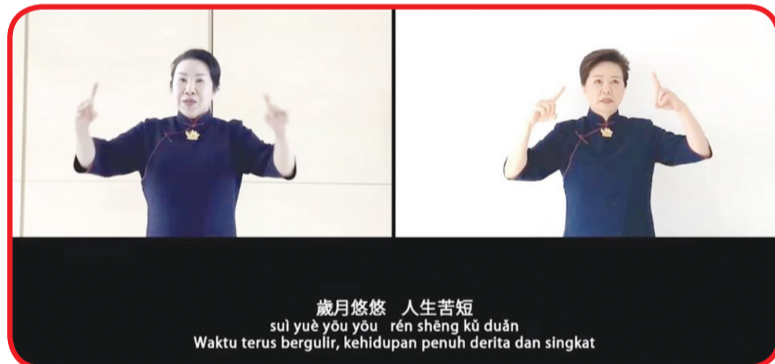 歲月悠悠 人生苦短
suì yuè yōu yōu rén shēng kǔ duǎn
Waktu terus bergulir, kehidupan penuh derita dan singkat